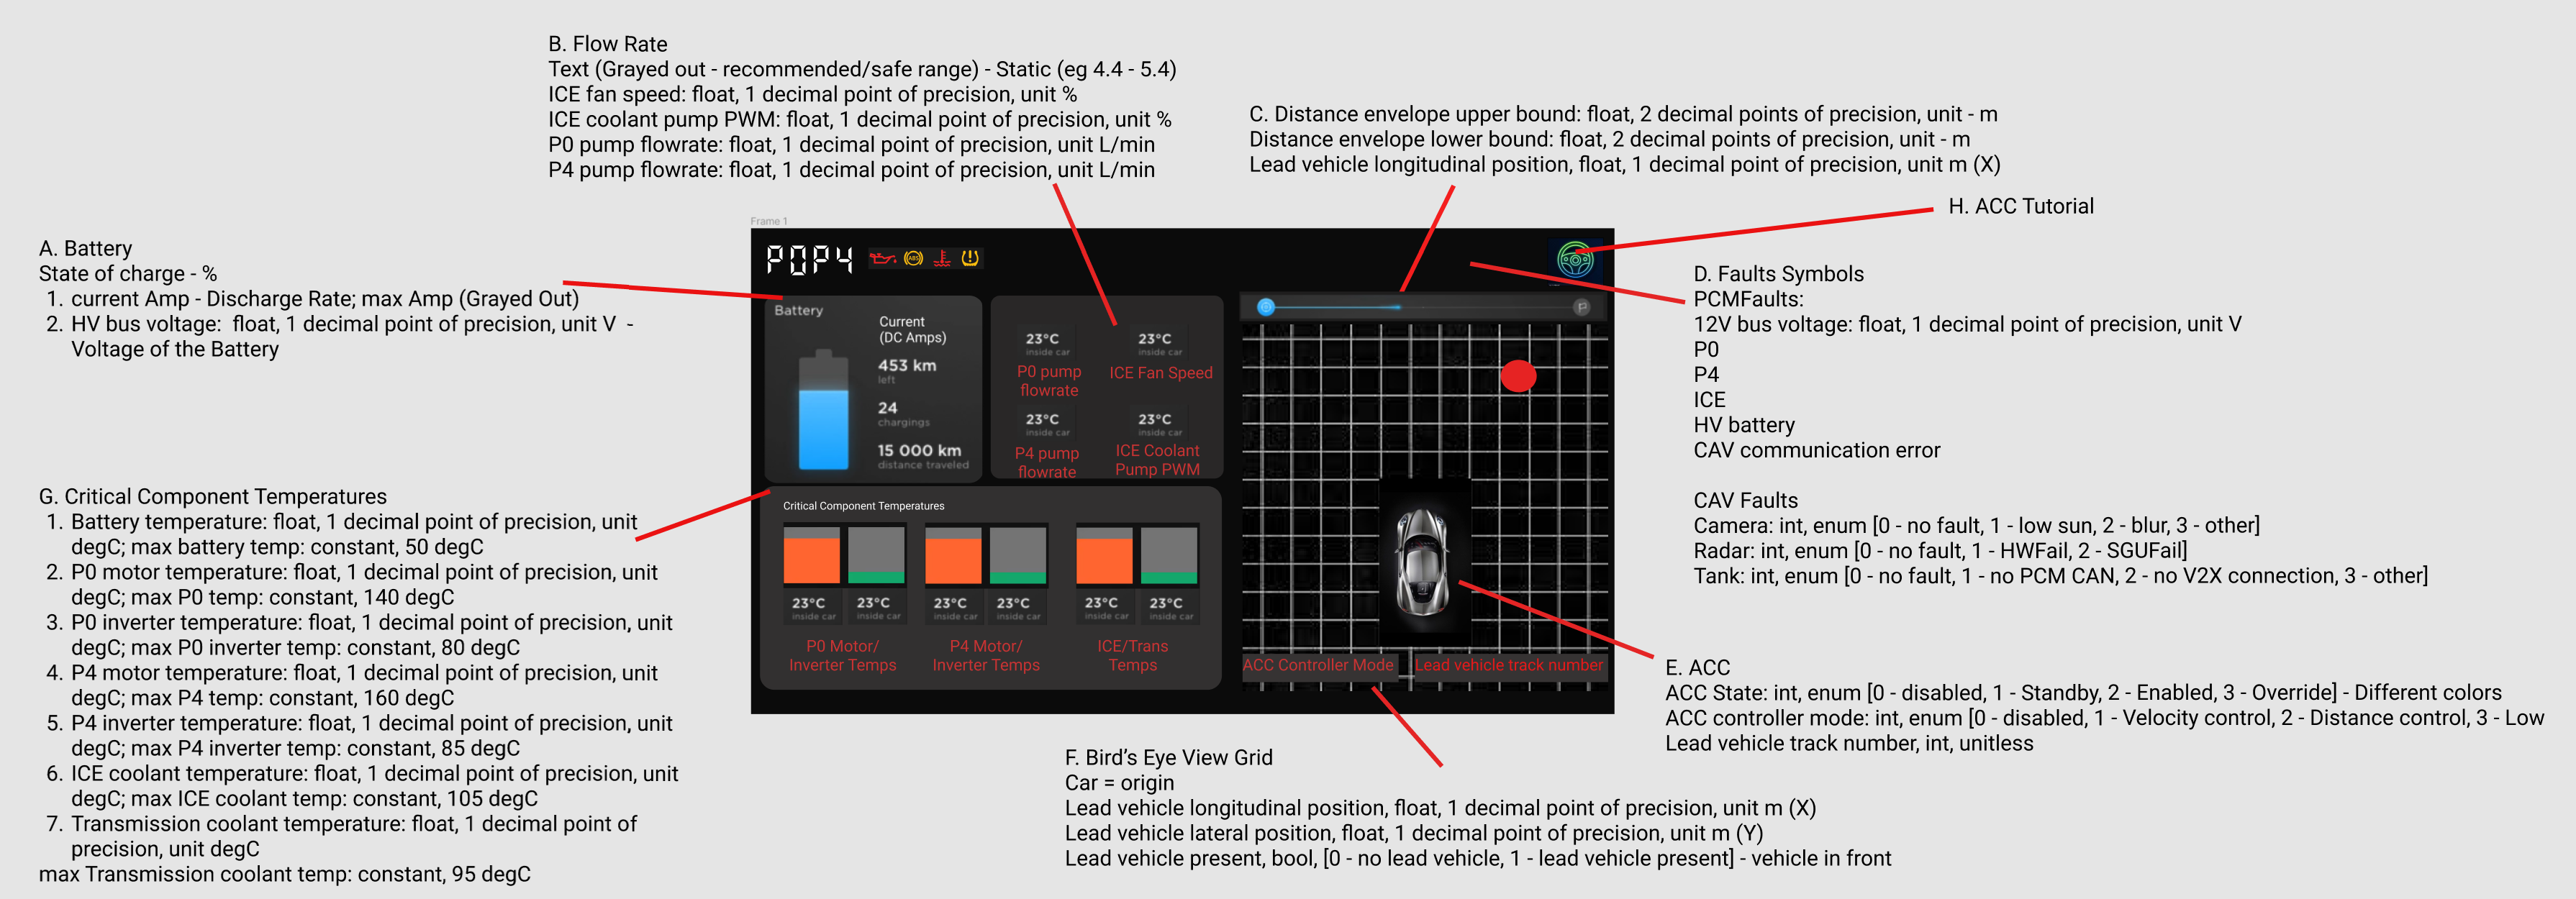 B. Flow Rate
Text (Grayed out - recommended/safe range) - Static (eg 4.4 - 5.4)
ICE fan speed: float, 1 decimal point of precision, unit %
ICE coolant pump PWM: float, 1 decimal point of precision, unit %
P0 pump flowrate: float, 1 decimal point of precision, unit L/min
P4 pump flowrate: float, 1 decimal point of precision, unit L/min
C. Distance envelope upper bound: float, 2 decimal points of precision, unit - m
Distance envelope lower bound: float, 2 decimal points of precision, unit - m
Lead vehicle longitudinal position, float, 1 decimal point of precision, unit m (X)
H. ACC Tutorial
A. Battery
State of charge - %
1. current Amp - Discharge Rate; max Amp (Grayed Out)
2. HV bus voltage: float, 1 decimal point of precision, unit V -
Voltage of the Battery
Frame 1
P0P4
ABS
Battery
Current
(DC Amps)
453 km
left
24
chargings
15 000 km
distance traveled
23°C
inside car
P0 pump
flowrate
23°C
inside car
ICE Fan Speed
23°C
inside car
P4 pump
flowrate
23°C
inside car
ICE Coolant
Pump PWM
Critical Component Temperatures
23°C
inside car
23°C
inside car
P0 Motor/
Inverter Temps
23°C
inside car
23°C
inside car
P4 Motor/
Inverter Temps
23°C
inside car
23°C
inside car
ICE/Trans
Temps
ACC Controller Mode
Lead vehicle track number
D. Faults Symbols
PCMFaults:
12V bus voltage: float, 1 decimal point of precision, unit V
P0
P4
ICE
HV battery
CAV communication error
CAV Faults
Camera: int, enum [0 - no fault, 1 - low sun, 2 - blur, 3 - other]
Radar: int, enum [0 - no fault, 1 - HWFail, 2 - SGUFail]
Tank: int, enum [0 - no fault, 1 - no PCM CAN, 2 - no V2X connection, 3 - other]
G. Critical Component Temperatures
1. Battery temperature: float, 1 decimal point of precision, unit
degC; max battery temp: constant, 50 degC
2. P0 motor temperature: float, 1 decimal point of precision, unit
degC; max P0 temp: constant, 140 degC
3. P0 inverter temperature: float, 1 decimal point of precision, unit
degC; max P0 inverter temp: constant, 80 degC
4. P4 motor temperature: float, 1 decimal point of precision, unit
degC; max P4 temp: constant, 160 degC
5. P4 inverter temperature: float, 1 decimal point of precision, unit
degC; max P4 inverter temp: constant, 85 degC
6. ICE coolant temperature: float, 1 decimal point of precision, unit
degC; max ICE coolant temp: constant, 105 degC
7. Transmission coolant temperature: float, 1 decimal point of
precision, unit degC
max Transmission coolant temp: constant, 95 degC
E. ACC
ACC State: int, enum [0 - disabled, 1 - Standby, 2 - Enabled, 3 - Override] - Different colors
ACC controller mode: int, enum [0 - disabled, 1 - Velocity control, 2 - Distance control, 3 - Low
Lead vehicle track number, int, unitless
F. Bird’s Eye View Grid
Car = origin
Lead vehicle longitudinal position, float, 1 decimal point of precision, unit m (X)
Lead vehicle lateral position, float, 1 decimal point of precision, unit m (Y)
Lead vehicle present, bool, [0 - no lead vehicle, 1 - lead vehicle present] - vehicle in front